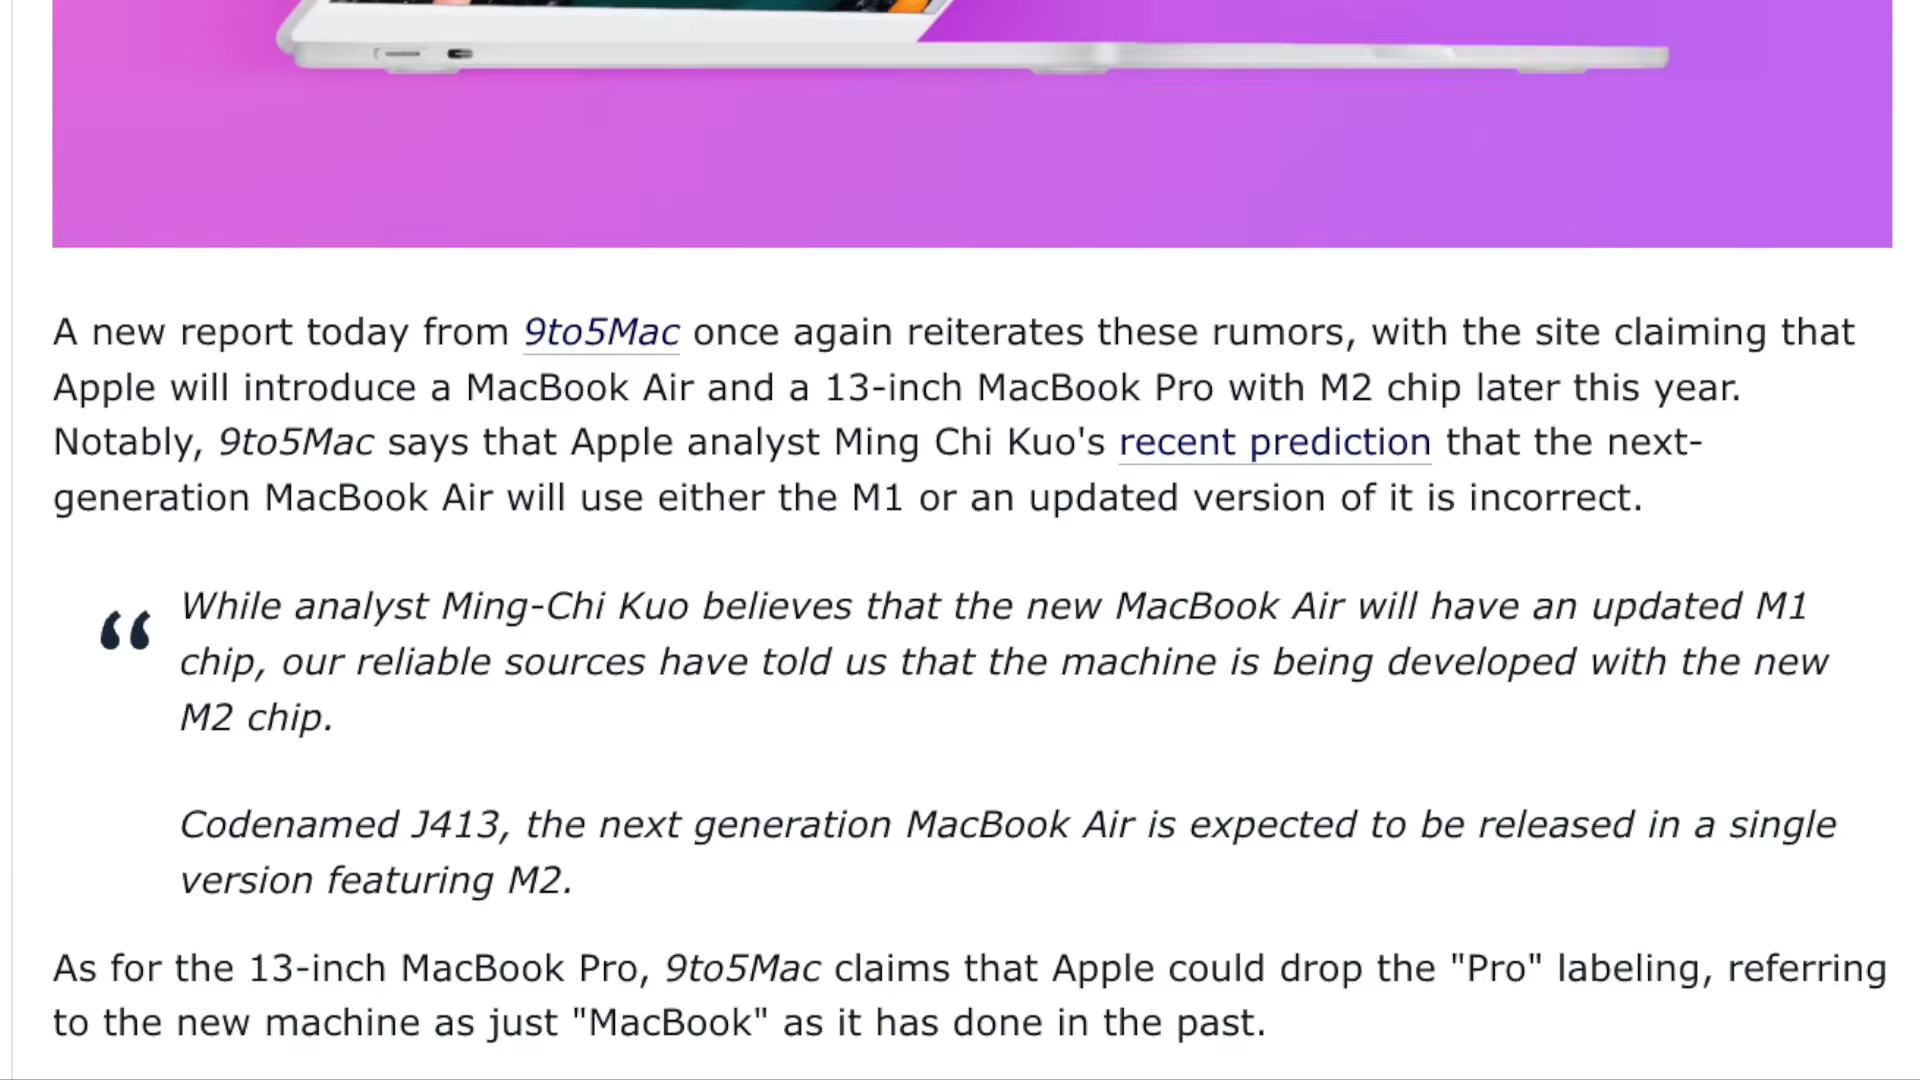 A new report today from 9to5Mac once again reiterates these rumors, with the site claiming that
Apple will introduce a MacBook Air and a 13-inch MacBook Pro with M2 chip later this year.
Notably, 9to5Mac says that Apple analyst Ming Chi Kuo's recent prediction that the next-
generation MacBook Air will use either the M1 or an updated version of it is incorrect.
“ While analyst Ming-Chi Kuo believes that the new MacBook Air will have an updated M1
chip, our reliable sources have told us that the machine is being developed with the new
M2 chip.
Codenamed J413, the next generation MacBook Air is expected to be released in a single
version featuring M2.
As for the 13-inch MacBook Pro, 9to5Mac claims that Apple could drop the "Pro" labeling, referring
to the new machine as just "MacBook" as it has done in the past.